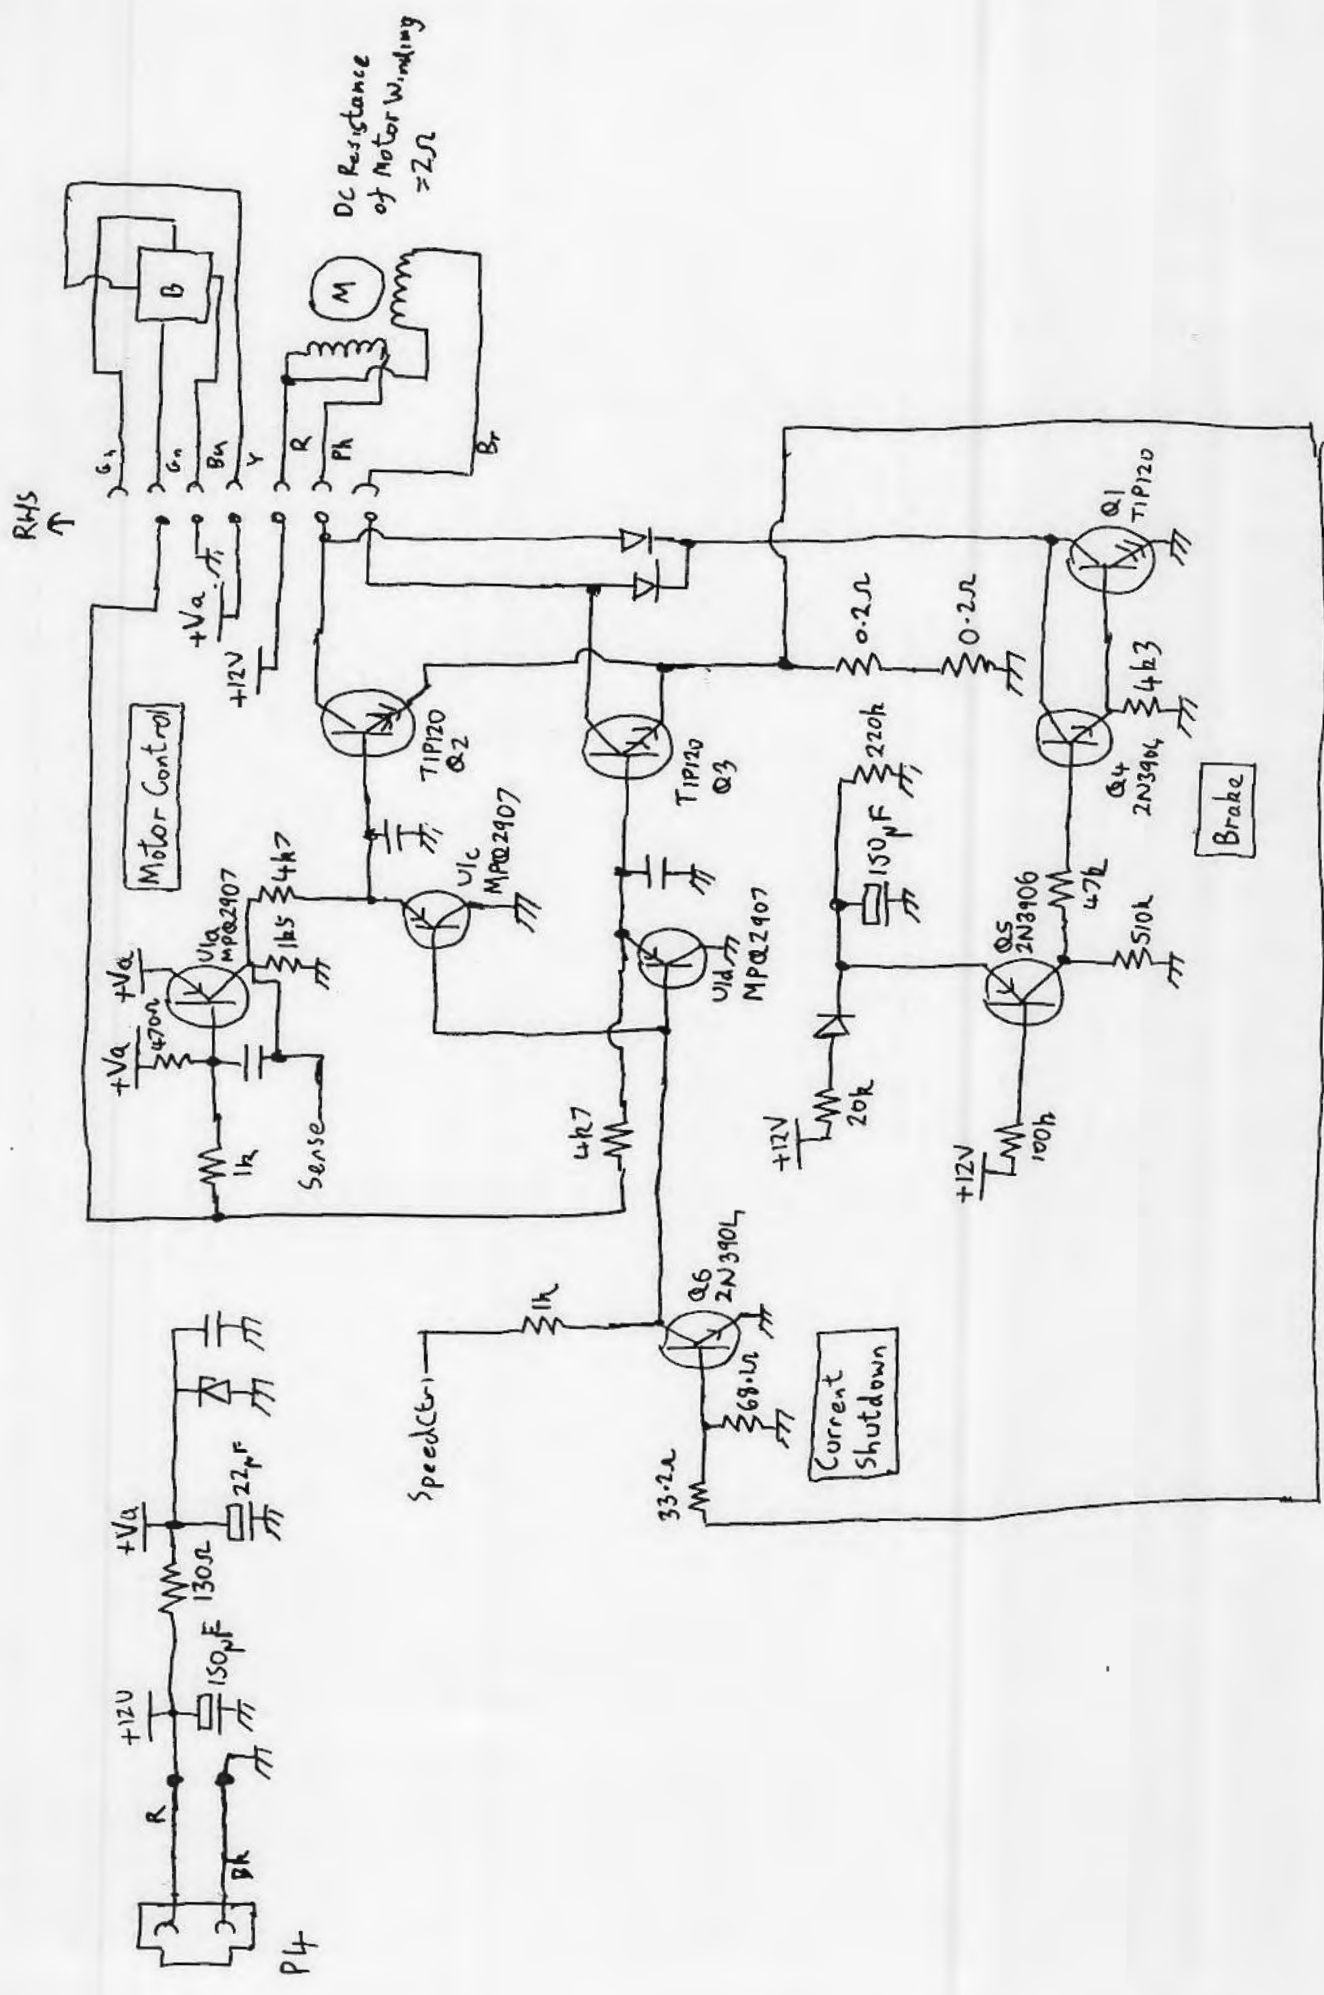 P4
R
Bk
+12V
150µF
130Ω
+Va
22µF
Motor Control
RHS
+Va
470Ω
+Va
U1a
MPQ2907
1k
Sense
1k5
4k7
+12V
+Va
Gn
Bn
Y
R
Ph
Br
B
M
DC Resistance
of Motor Winding
=2Ω
TIP120
Q2
U1c
MPQ2907
TIP120
Q3
U1d
MPQ2907
4k7
SpeedCtrl
1k
Q6
2N3904
68.1Ω
33.2Ω
Current
Shutdown
0.2Ω
0.2Ω
+12V
20k
150µF
220k
+12V
100k
Q5
2N3906
47k
510k
Q4
2N3904
4k3
Q1
TIP120
Brake